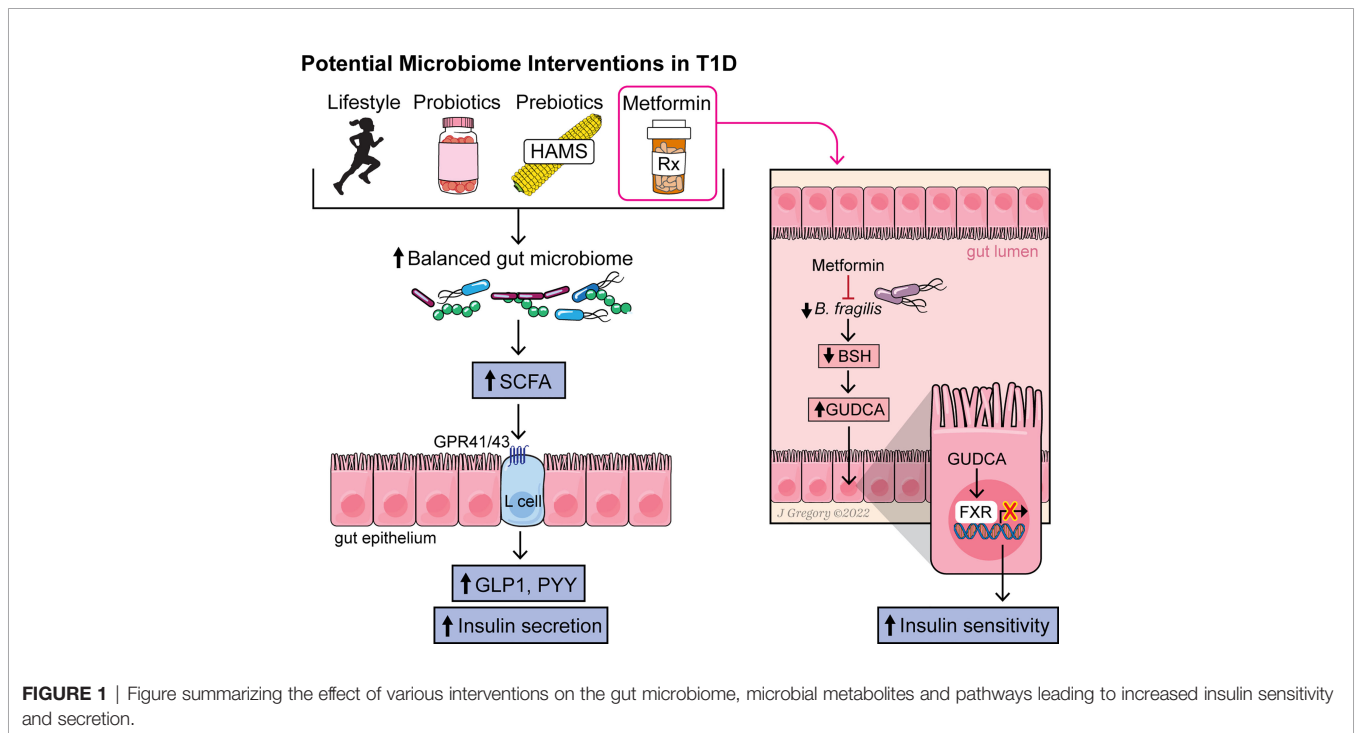 Potential Microbiome Interventions in T1D
Lifestyle
Probiotics
Prebiotics
Metformin
HAMS
Rx
↑ Balanced gut microbiome
↑ SCFA
GPR41/43
L cell
gut epithelium
↑ GLP1, PYY
↑ Insulin secretion
gut lumen
Metformin
↓ B. fragilis
↓ BSH
↑ GUDCA
J Gregory ©2022
GUDCA
FXR
X
↑ Insulin sensitivity
FIGURE 1 | Figure summarizing the effect of various interventions on the gut microbiome, microbial metabolites and pathways leading to increased insulin sensitivity
and secretion.